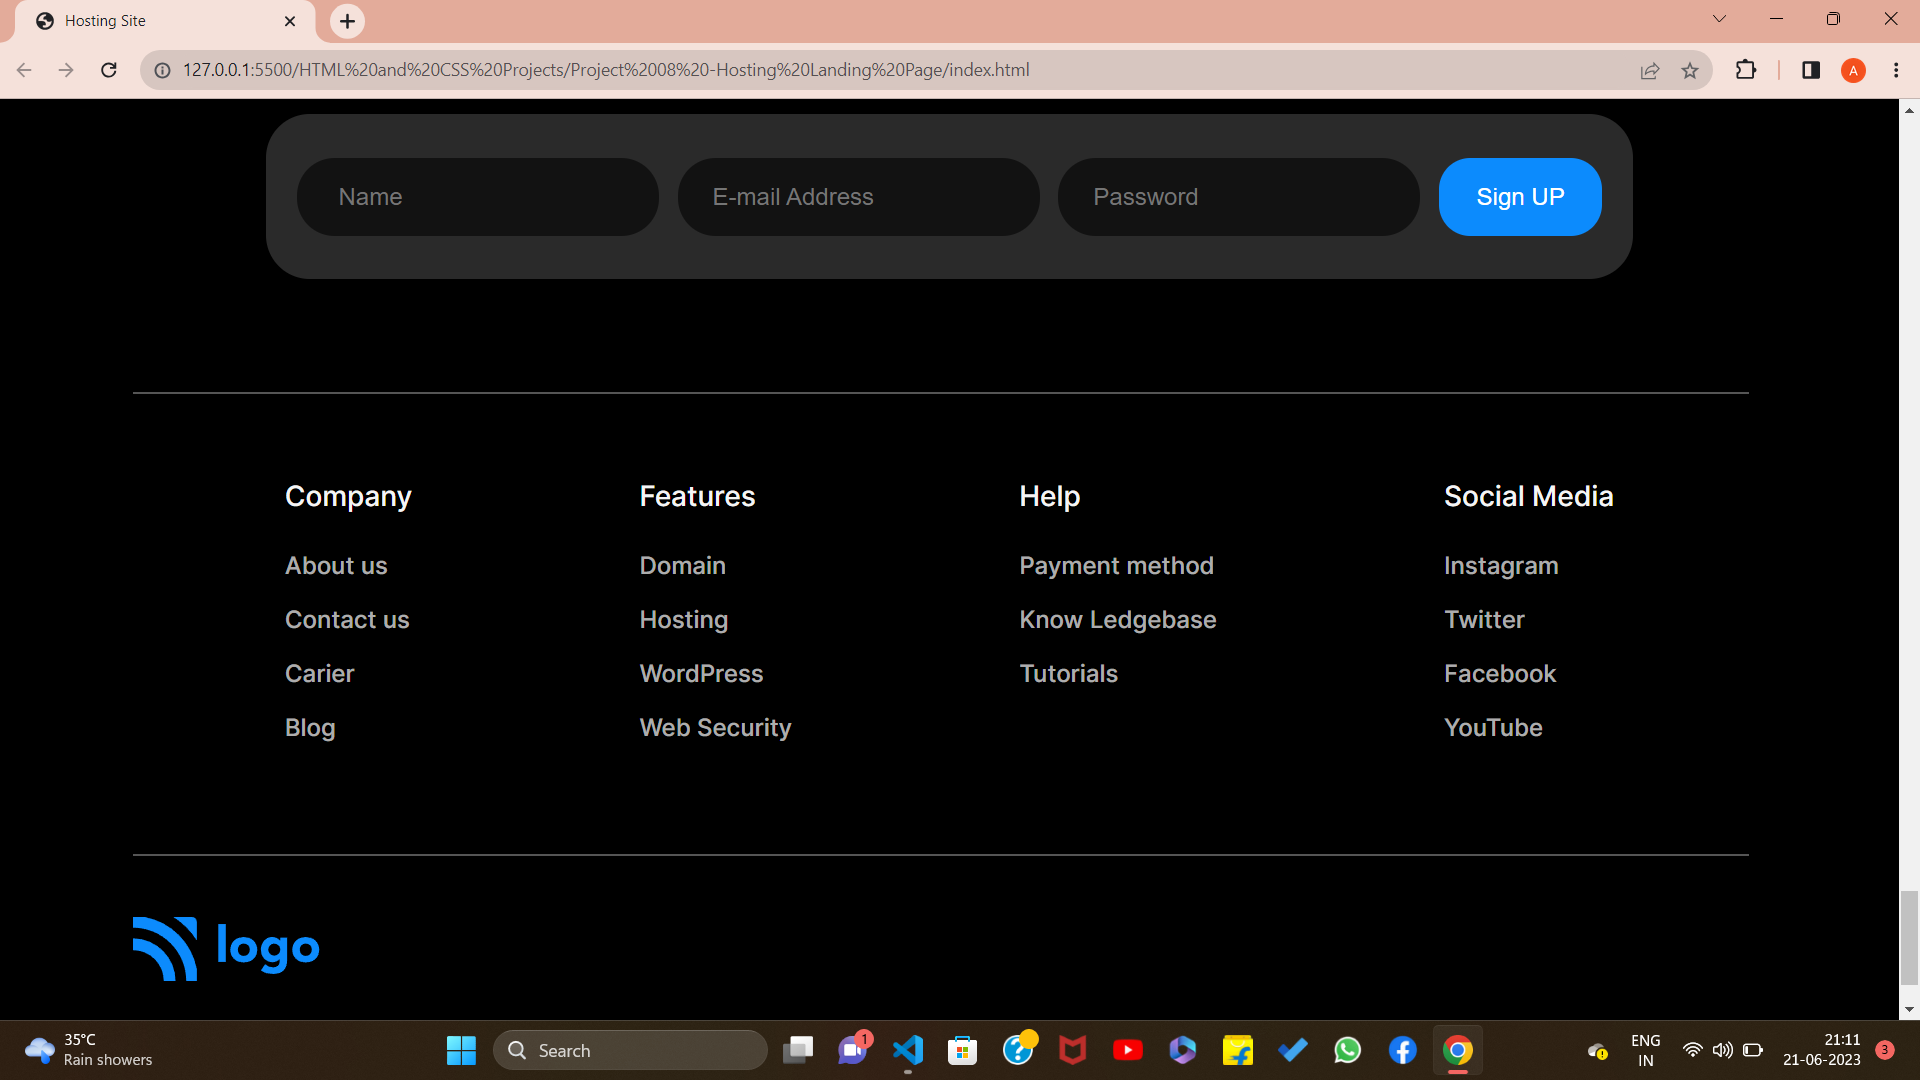 Hosting Site
127.0.0.1:5500/HTML%20and%20CSS%20Projects/Project%2008%20-Hosting%20Landing%20Page/index.html
A
Name
E-mail Address
Password
Sign UP
Company
Features
Help
Social Media
About us
Domain
Payment method
Instagram
Contact us
Hosting
Know Ledgebase
Twitter
Carier
WordPress
Tutorials
Facebook
Blog
Web Security
YouTube
logo
35°C
Rain showers
Search
1
ENG
IN
21:11
21-06-2023
3